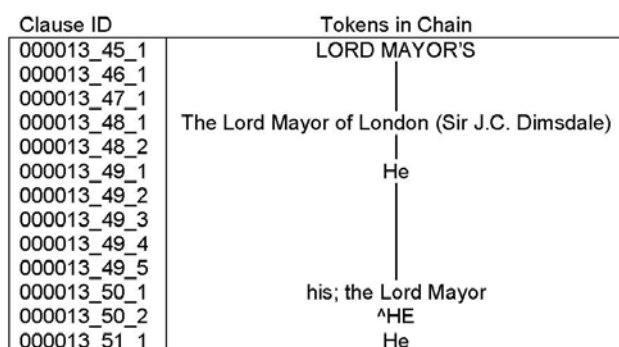 Clause ID Tokens in Chain
000013_45_1 LORD MAYOR'S
000013_46_1
000013_47_1
000013_48_1 The Lord Mayor of London (Sir J.C. Dimsdale)
000013_48_2
000013_49_1 He
000013_49_2
000013_49_3
000013_49_4
000013_49_5
000013_50_1 his; the Lord Mayor
000013_50_2 ^HE
000013_51_1 He